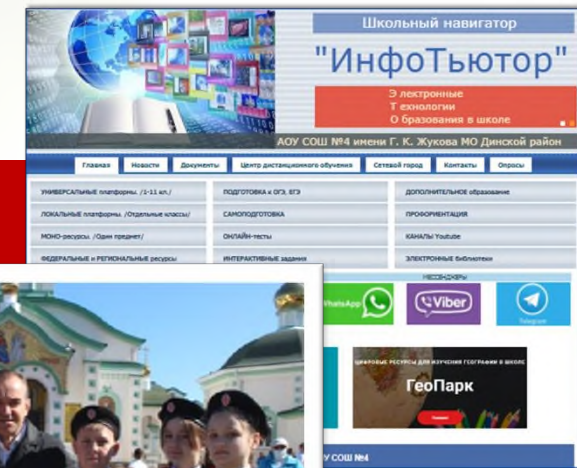 Школьный навигатор
"ИнфоТьютор"
Э лектронные
Т ехнологии
О бразования в школе
АОУ СОШ №4 имени Г. К. Жукова МО Динской район
Главная Новости Документы Центр дистанционного обучения Сетевой город Контакты Опросы
УНИВЕРСАЛЬНЫЕ платформы. /1-11 кл./ ПОДГОТОВКА к ОГЭ, ЕГЭ ДОПОЛНИТЕЛЬНОЕ образование
ЛОКАЛЬНЫЕ платформы. /Отдельные классы/ САМОПОДГОТОВКА ПРОФОРИЕНТАЦИЯ
МОНО-ресурсы. /Один предмет/ ОНЛАЙН-тесты КАНАЛЫ Youtube
ФЕДЕРАЛЬНЫЕ и РЕГИОНАЛЬНЫЕ ресурсы ИНТЕРАКТИВНЫЕ задания ЭЛЕКТРОННЫЕ библиотеки
МЕССЕНДЖЕРЫ
WhatsApp Viber Telegram
ЦИФРОВЫЕ РЕСУРСЫ ДЛЯ ИЗУЧЕНИЯ ГЕОГРАФИИ В ШКОЛЕ
ГеоПарк
У СОШ №4